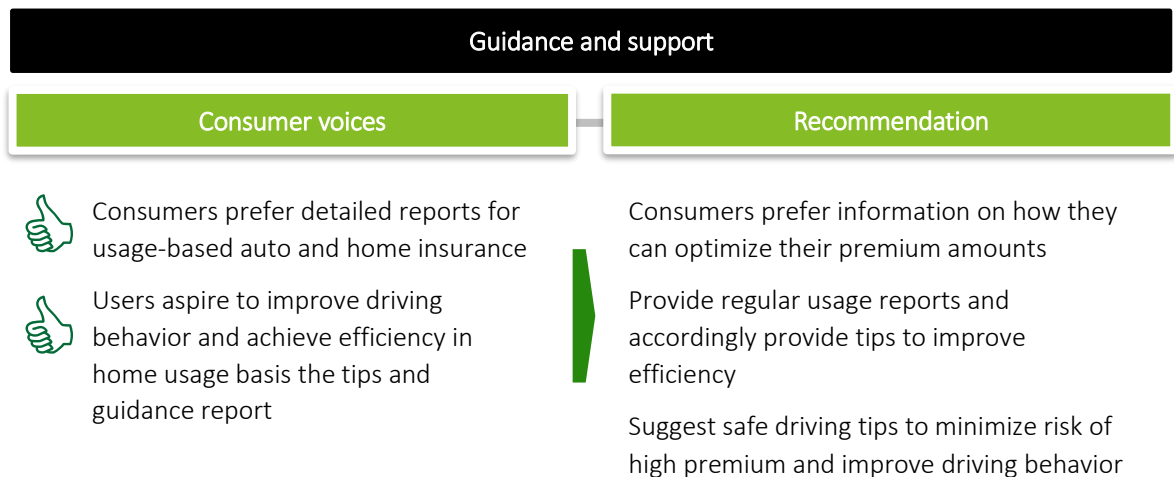 Guidance and support
Consumer voices
Recommendation
Consumers prefer detailed reports for
usage-based auto and home insurance
Users aspire to improve driving
behavior and achieve efficiency in
home usage basis the tips and
guidance report
Consumers prefer information on how they
can optimize their premium amounts
Provide regular usage reports and
accordingly provide tips to improve
efficiency
Suggest safe driving tips to minimize risk of
high premium and improve driving behavior